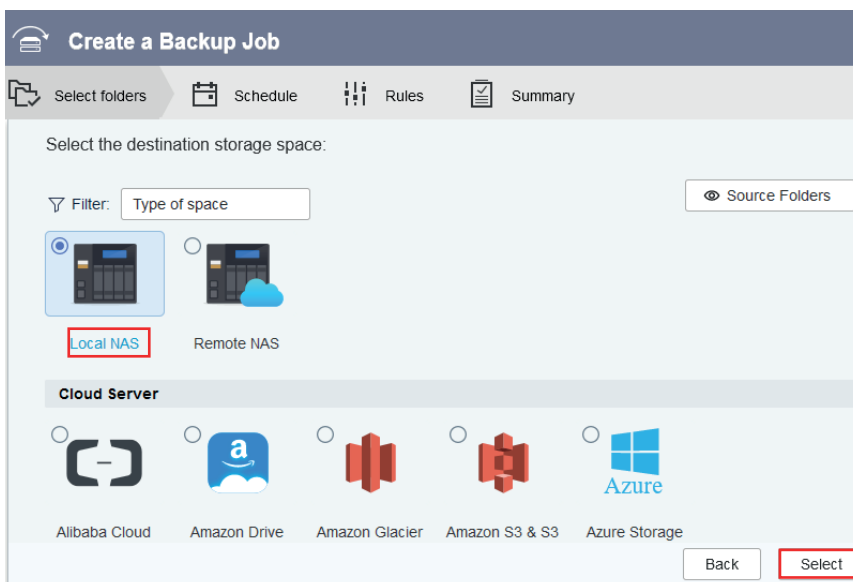 Create a Backup Job
Select folders Schedule Rules Summary
Select the destination storage space:
Filter: Type of space Source Folders
Local NAS Remote NAS
Cloud Server
a
Azure
Alibaba Cloud Amazon Drive Amazon Glacier Amazon S3 & S3 Azure Storage
Back Select